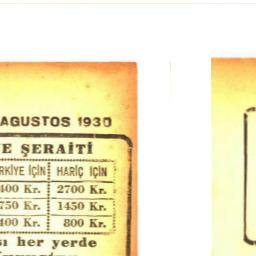 AGUSTOS 1930
E ŞERAİTİ
RKİYE İÇİN HARİÇ İÇİN
400 Kr. 2700 Kr.
750 Kr. 1450 Kr.
400 Kr. 800 Kr.
sı her yerde